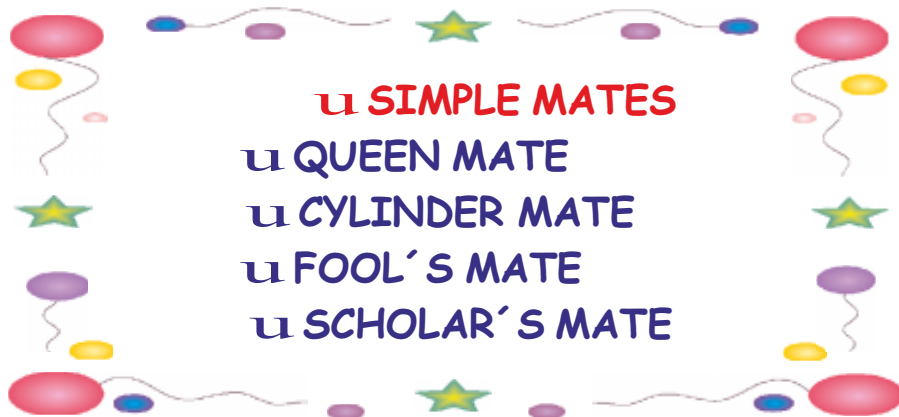 u SIMPLE MATES
u QUEEN MATE
u CYLINDER MATE
u FOOL´S MATE
u SCHOLAR´S MATE